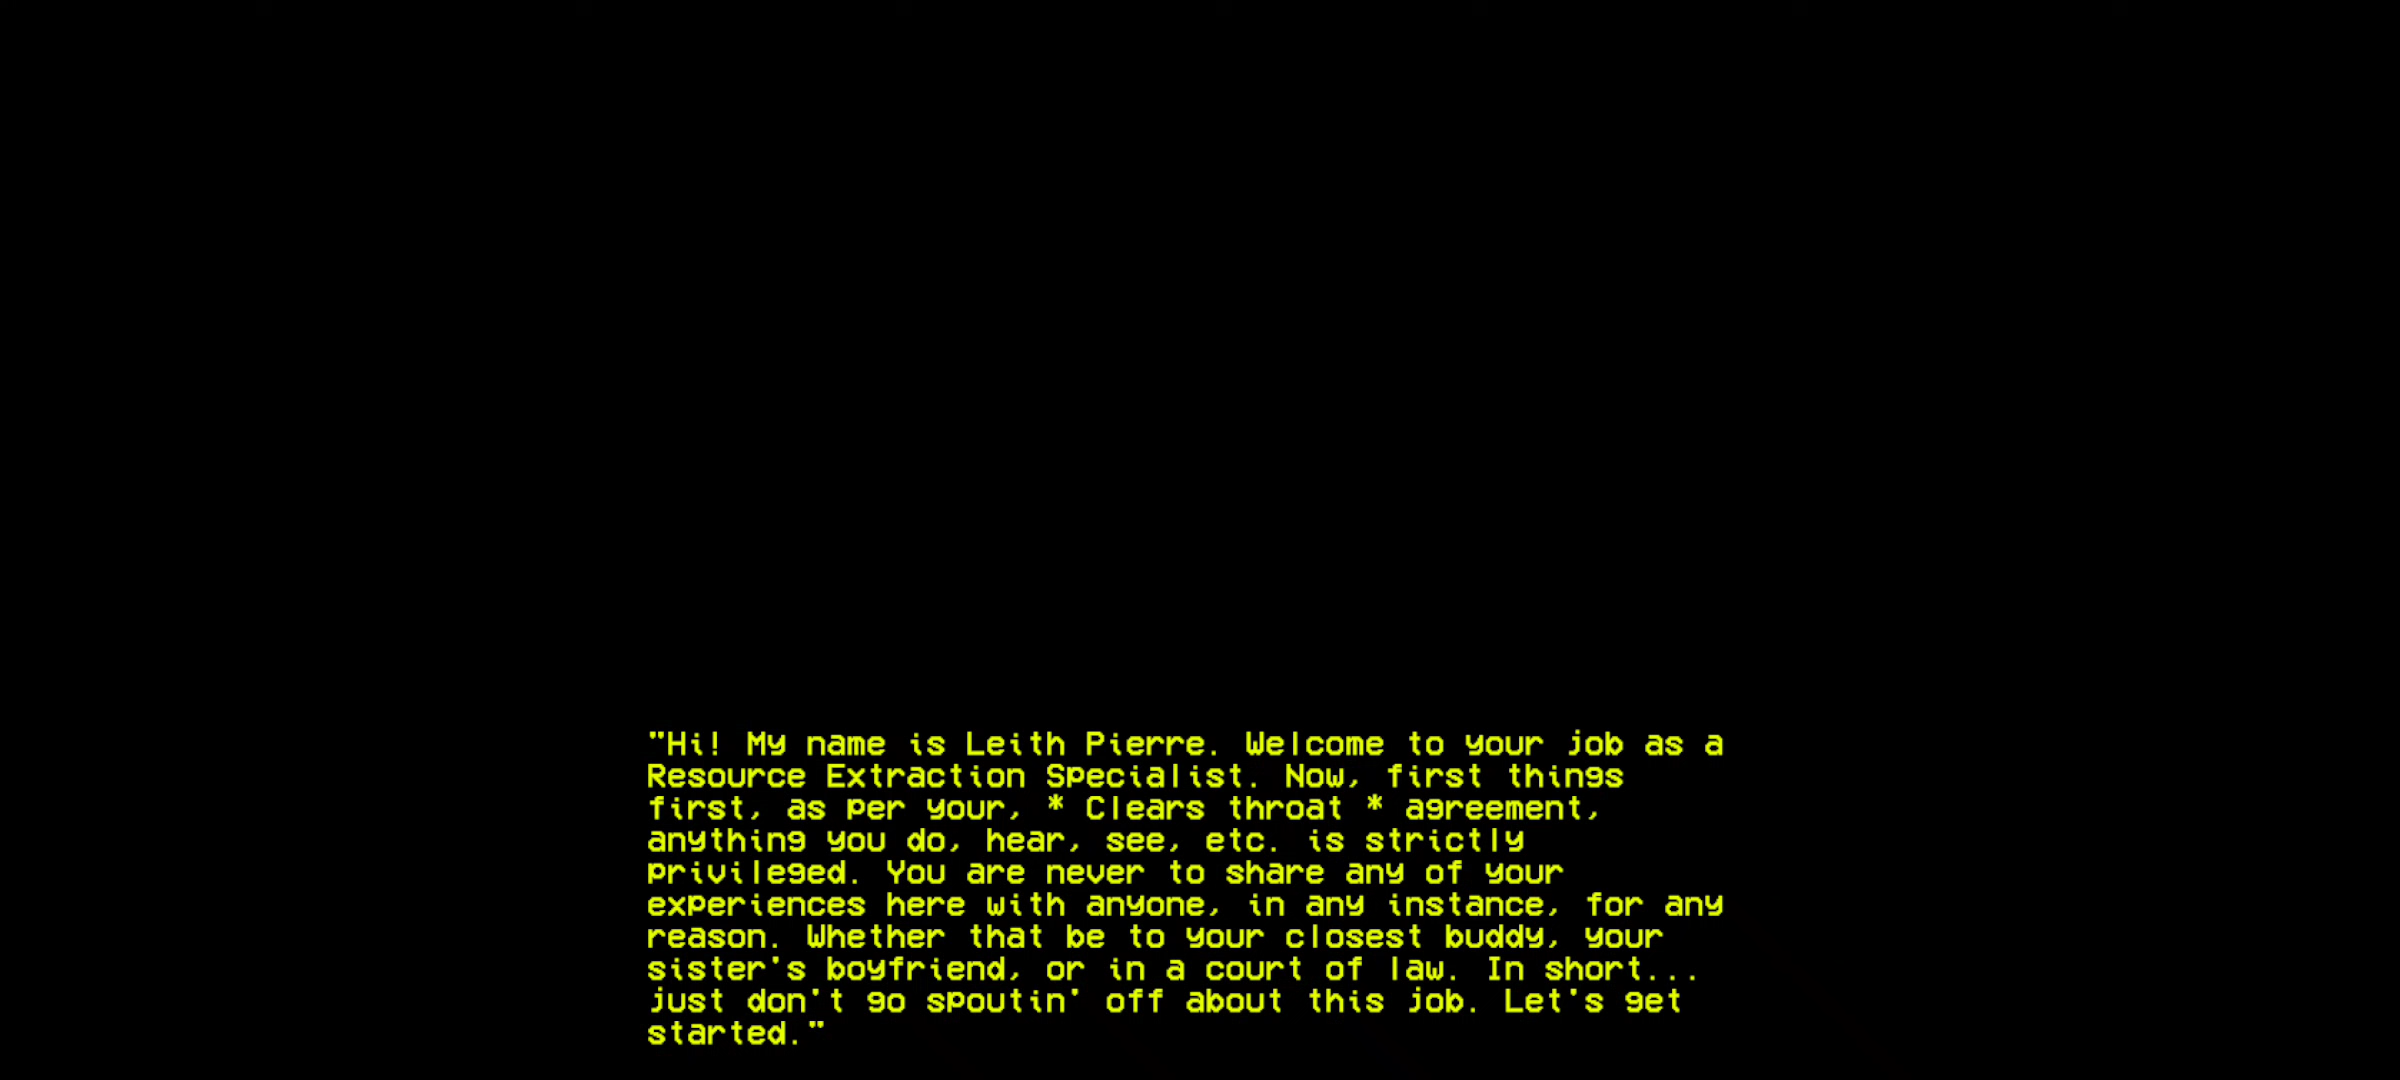 "Hi! My name is Leith Pierre. Welcome to your job as a
Resource Extraction Specialist. Now, first things
first, as per your, * Clears throat * agreement,
anything you do, hear, see, etc. is strictly
privileged. You are never to share any of your
experiences here with anyone, in any instance, for any
reason. Whether that be to your closest buddy, your
sister's boyfriend, or in a court of law. In short...
just don't go spoutin' off about this job. Let's get
started."